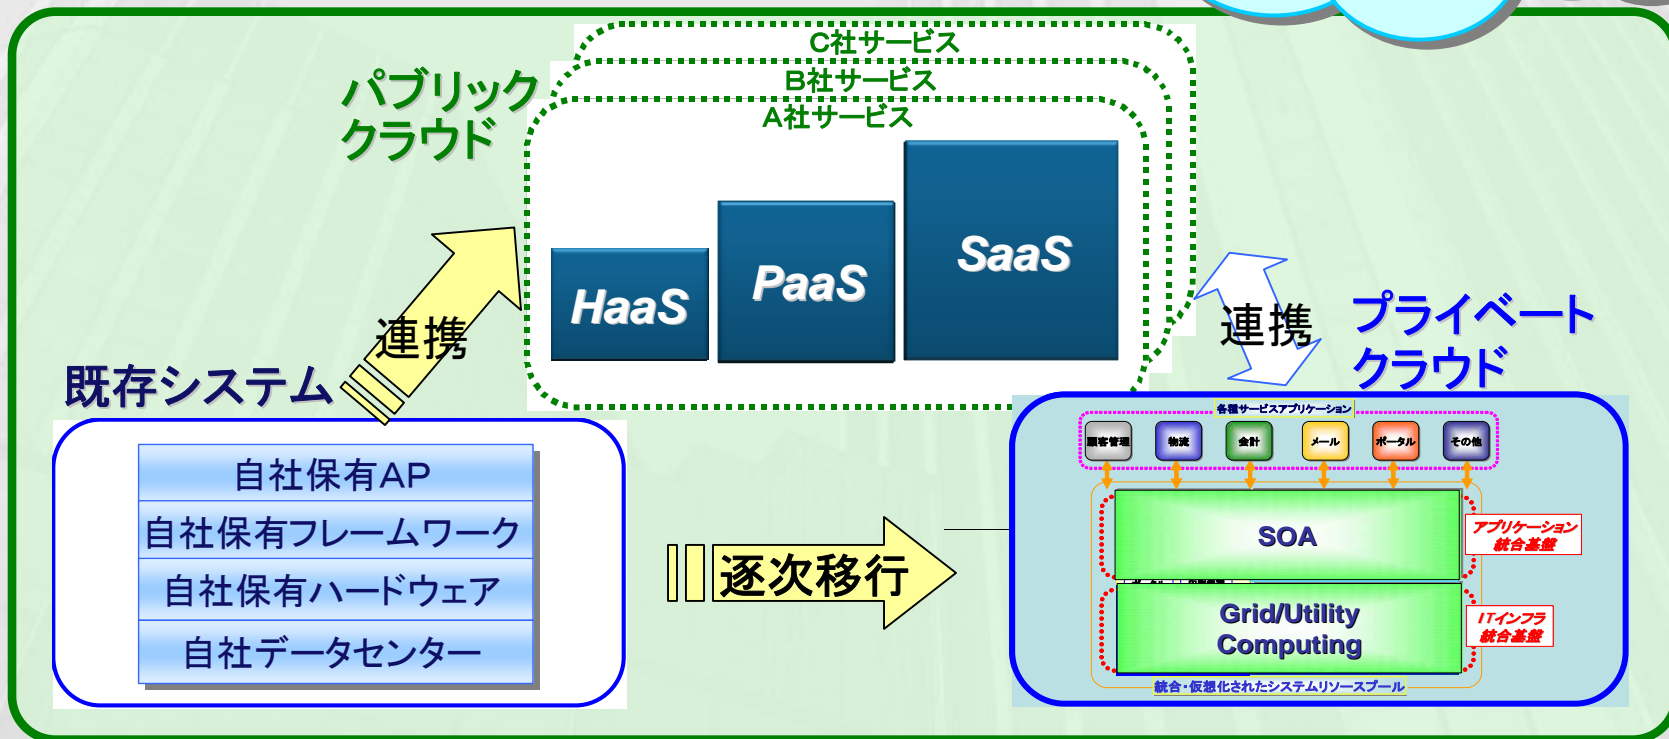 C社サービス
B社サービス
A社サービス
パブリック
クラウド
HaaS
PaaS
SaaS
連携
連携
プライベート
クラウド
既存システム
自社保有AP
自社保有フレームワーク
自社保有ハードウェア
自社データセンター
逐次移行
各種サービスアプリケーション
顧客管理
物流
会計
メール
ポータル
その他
SOA
アプリケーション
統合基盤
Grid/Utility
Computing
ITインフラ
統合基盤
統合・仮想化されたシステムリソースプール